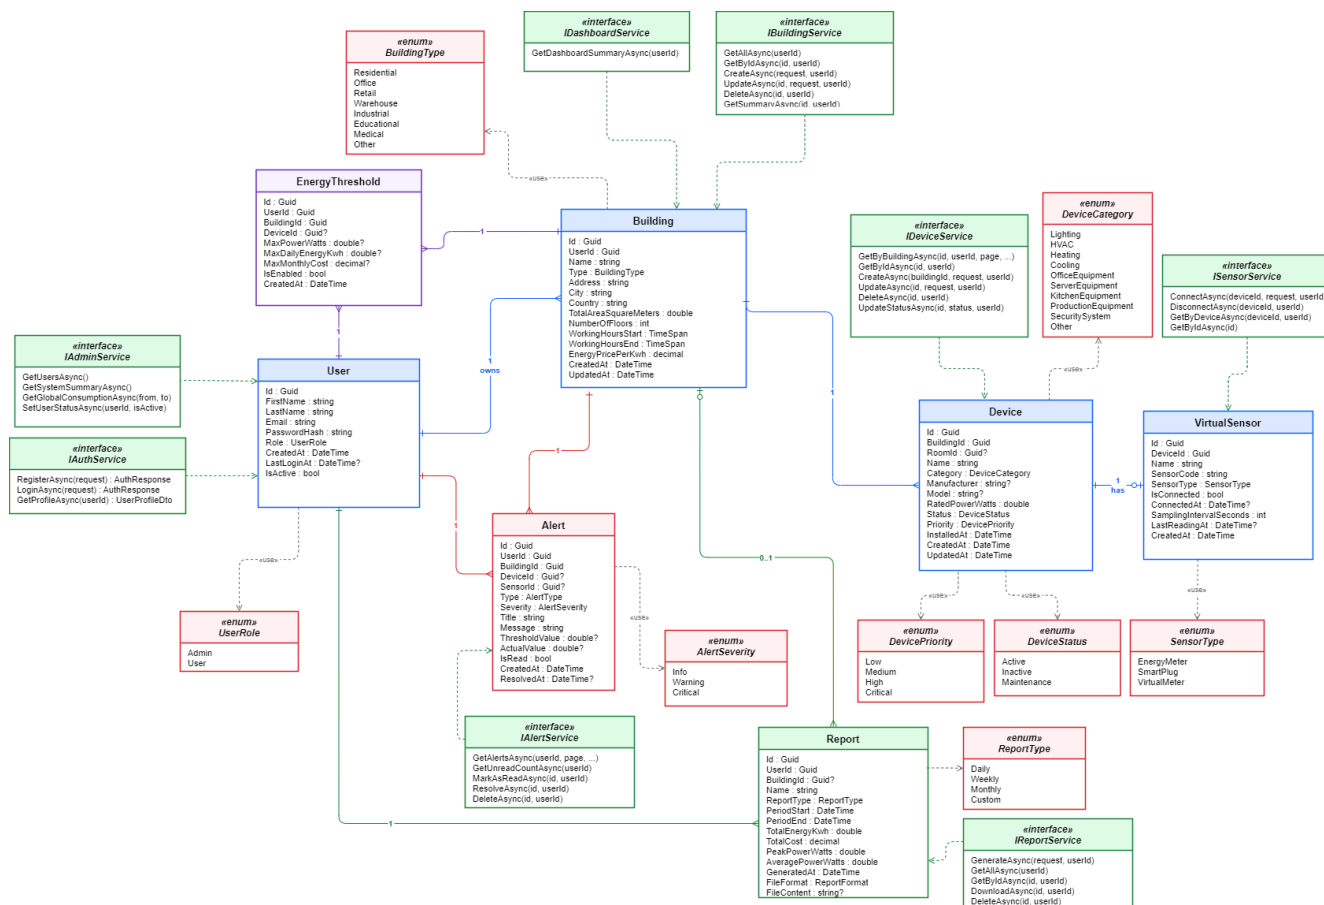 «interface»
IDashboardService
GetDashboardSummaryAsync(userId)
«interface»
IBuildingService
GetAllAsync(userId)
GetByIdAsync(id, userId)
CreateAsync(request, userId)
UpdateAsync(id, request, userId)
DeleteAsync(id, userId)
GetSummaryAsync(id, userId)
«enum»
BuildingType
Residential
Office
Retail
Warehouse
Industrial
Educational
Medical
Other
«use»
EnergyThreshold
Id : Guid
UserId : Guid
BuildingId : Guid
DeviceId : Guid?
MaxPowerWatts : double?
MaxDailyEnergyKwh : double?
MaxMonthlyCost : decimal?
IsEnabled : bool
CreatedAt : DateTime
1
1
Building
Id : Guid
UserId : Guid
Name : string
Type : BuildingType
Address : string
City : string
Country : string
TotalAreaSquareMeters : double
NumberOfFloors : int
WorkingHoursStart : TimeSpan
WorkingHoursEnd : TimeSpan
EnergyPricePerKwh : decimal
CreatedAt : DateTime
UpdatedAt : DateTime
«interface»
IDeviceService
GetByBuildingAsync(id, userId, page, ...)
GetByIdAsync(id, userId)
CreateAsync(buildingId, request, userId)
UpdateAsync(id, request, userId)
DeleteAsync(id, userId)
UpdateStatusAsync(id, status, userId)
«enum»
DeviceCategory
Lighting
HVAC
Heating
Cooling
OfficeEquipment
ServerEquipment
KitchenEquipment
ProductionEquipment
SecuritySystem
Other
«use»
«interface»
ISensorService
ConnectAsync(deviceId, request, userId)
DisconnectAsync(deviceId, userId)
GetByDeviceAsync(deviceId, userId)
GetByIdAsync(id)
«interface»
IAdminService
GetUsersAsync()
GetSystemSummaryAsync()
GetGlobalConsumptionAsync(from, to)
SetUserStatusAsync(userId, isActive)
«interface»
IAuthService
RegisterAsync(request) : AuthResponse
LoginAsync(request) : AuthResponse
GetProfileAsync(userId) : UserProfileDto
User
Id : Guid
FirstName : string
LastName : string
Email : string
PasswordHash : string
Role : UserRole
CreatedAt : DateTime
LastLoginAt : DateTime?
IsActive : bool
1
owns
1
1
1
0..1
1
«use»
«enum»
UserRole
Admin
User
Alert
Id : Guid
UserId : Guid
BuildingId : Guid
DeviceId : Guid?
SensorId : Guid?
Type : AlertType
Severity : AlertSeverity
Title : string
Message : string
ThresholdValue : double?
ActualValue : double?
IsRead : bool
CreatedAt : DateTime
ResolvedAt : DateTime?
«use»
«enum»
AlertSeverity
Info
Warning
Critical
Device
Id : Guid
BuildingId : Guid
RoomId : Guid?
Name : string
Category : DeviceCategory
Manufacturer : string?
Model : string?
RatedPowerWatts : double
Status : DeviceStatus
Priority : DevicePriority
InstalledAt : DateTime
CreatedAt : DateTime
UpdatedAt : DateTime
1
has
VirtualSensor
Id : Guid
DeviceId : Guid
Name : string
SensorCode : string
SensorType : SensorType
IsConnected : bool
ConnectedAt : DateTime?
SamplingIntervalSeconds : int
LastReadingAt : DateTime?
CreatedAt : DateTime
«use»
«use»
«use»
«enum»
DevicePriority
Low
Medium
High
Critical
«enum»
DeviceStatus
Active
Inactive
Maintenance
«enum»
SensorType
EnergyMeter
SmartPlug
VirtualMeter
«interface»
IAlertService
GetAlertsAsync(userId, page, ...)
GetUnreadCountAsync(userId)
MarkAsReadAsync(id, userId)
ResolveAsync(id, userId)
DeleteAsync(id, userId)
1
Report
Id : Guid
UserId : Guid
BuildingId : Guid?
Name : string
ReportType : ReportType
PeriodStart : DateTime
PeriodEnd : DateTime
TotalEnergyKwh : double
TotalCost : decimal
PeakPowerWatts : double
AveragePowerWatts : double
GeneratedAt : DateTime
FileFormat : ReportFormat
FileContent : string?
«enum»
ReportType
Daily
Weekly
Monthly
Custom
«interface»
IReportService
GenerateAsync(request, userId)
GetAllAsync(userId)
GetByIdAsync(id, userId)
DownloadAsync(id, userId)
DeleteAsync(id, userId)